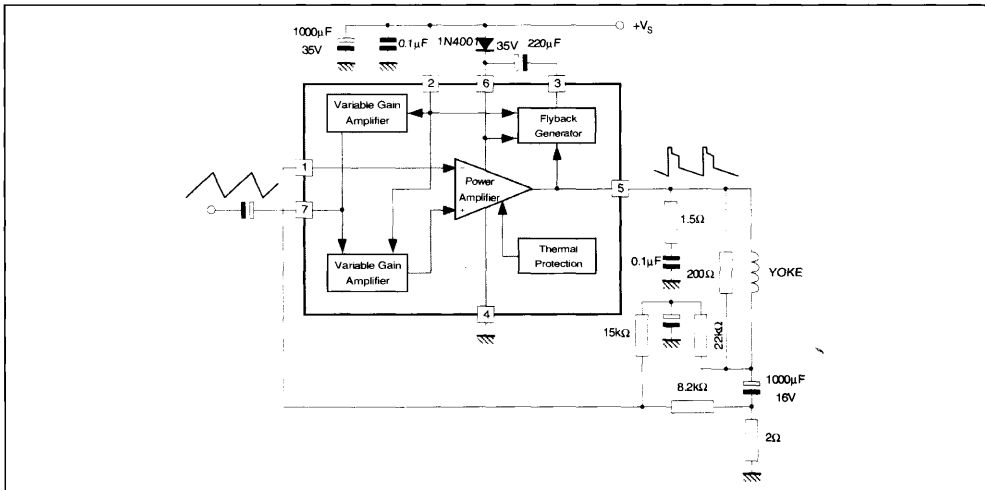 1000µF
35V
0.1µF
1N4001
35V
220µF
+VS
2
6
3
Variable Gain
Amplifier
Flyback
Generator
1
Power
Amplifier
−
+
5
7
Variable Gain
Amplifier
Thermal
Protection
4
1.5Ω
0.1µF
200Ω
YOKE
15kΩ
22kΩ
8.2kΩ
1000µF
16V
2Ω